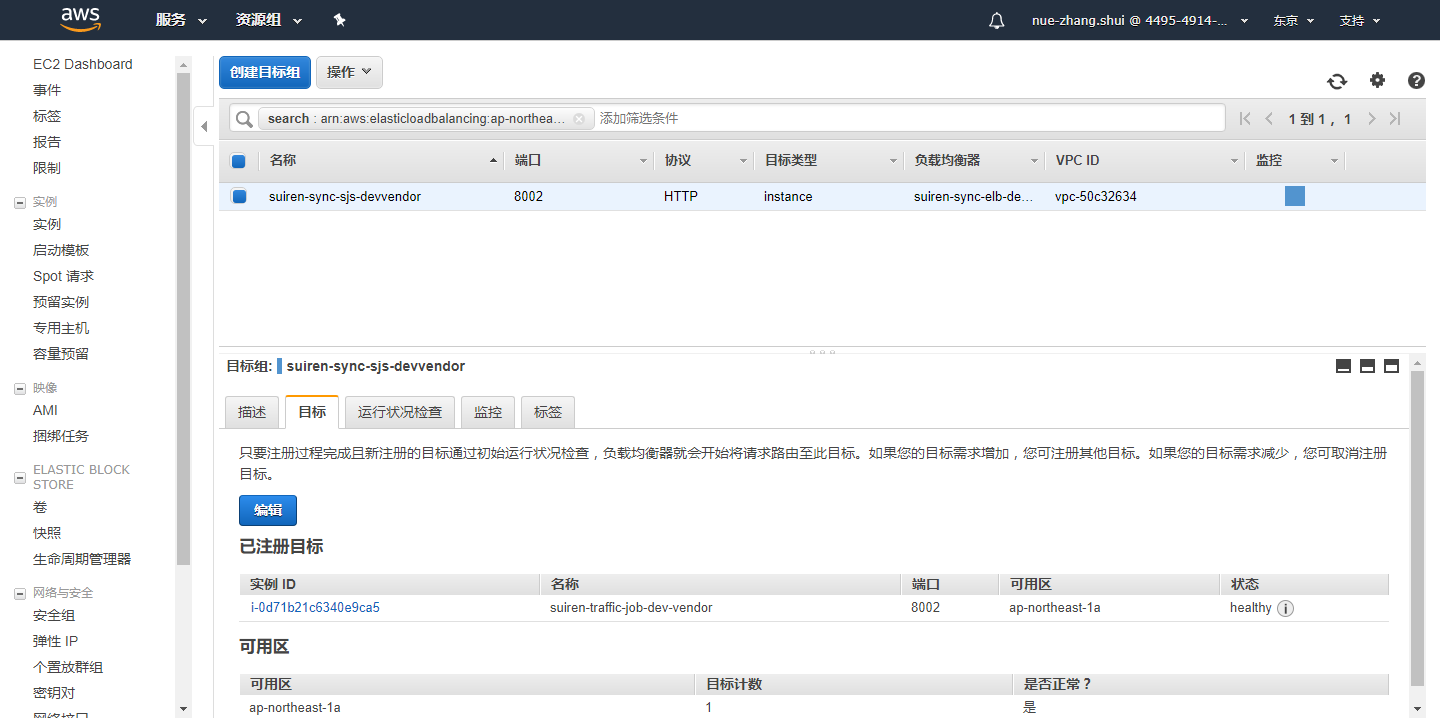 aws 服务 资源组 nue-zhang.shui @ 4495-4914-... 东京 支持
EC2 Dashboard
事件
标签
报告
限制
实例
实例
启动模板
Spot 请求
预留实例
专用主机
容量预留
映像
AMI
捆绑任务
ELASTIC BLOCK
STORE
卷
快照
生命周期管理器
网络与安全
安全组
弹性 IP
个置放群组
密钥对
网络接口
创建目标组 操作
search : arn:aws:elasticloadbalancing:ap-northea... 添加筛选条件 1 到 1， 1
名称 端口 协议 目标类型 负载均衡器 VPC ID 监控
suiren-sync-sjs-devvendor 8002 HTTP instance suiren-sync-elb-de... vpc-50c32634
目标组: suiren-sync-sjs-devvendor
描述 目标 运行状况检查 监控 标签
只要注册过程完成且新注册的目标通过初始运行状况检查，负载均衡器就会开始将请求路由至此目标。如果您的目标需求增加，您可注册其他目标。如果您的目标需求减少，您可取消注册
目标。
编辑
已注册目标
实例 ID 名称 端口 可用区 状态
i-0d71b21c6340e9ca5 suiren-traffic-job-dev-vendor 8002 ap-northeast-1a healthy
可用区
可用区 目标计数 是否正常？
ap-northeast-1a 1 是